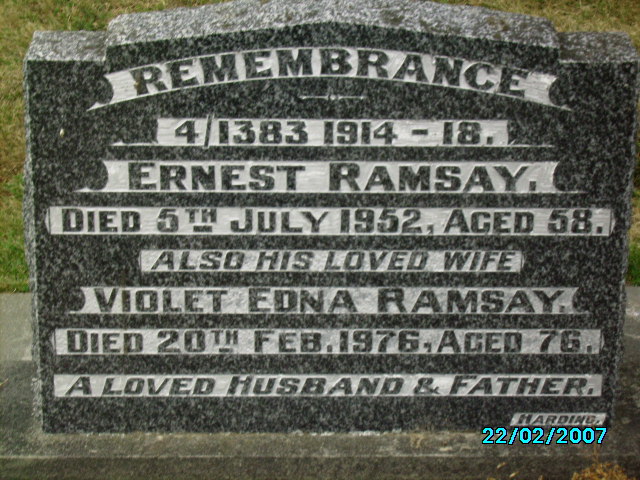 REMEMBRANCE
4/1383 1914-18.
ERNEST RAMSAY.
DIED 5TH JULY 1952, AGED 58.
ALSO HIS LOVED WIFE
VIOLET EDNA RAMSAY.
DIED 20TH FEB. 1976, AGED 76.
A LOVED HUSBAND & FATHER.
HARDING.
22/02/2007